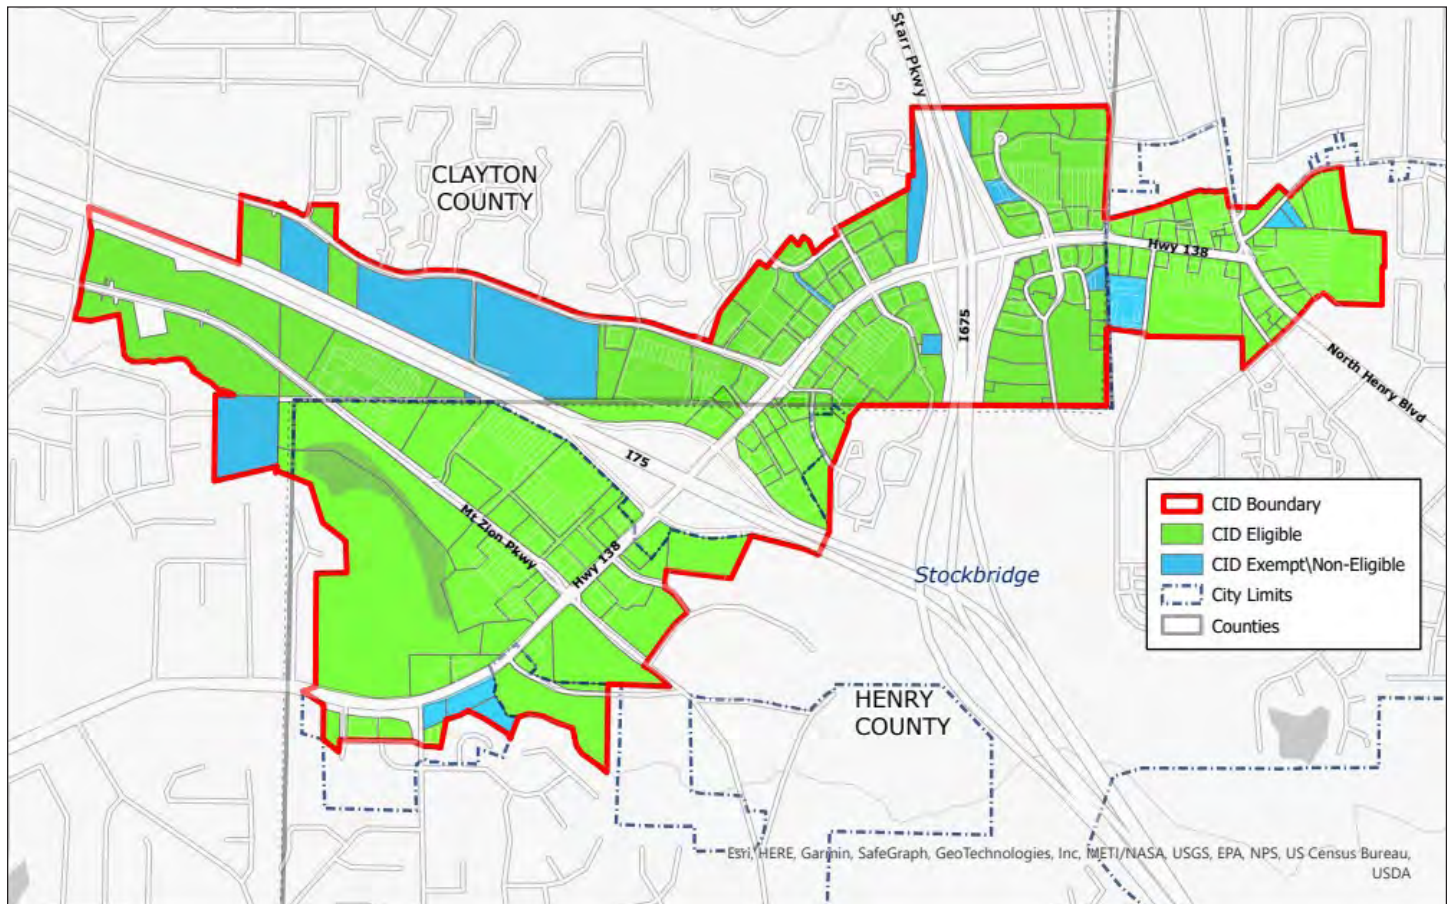 Starr Pkwy
CLAYTON
COUNTY
Hwy 138
I675
North Henry Blvd
I75
Mt Zion Pkwy
Hwy 138
Stockbridge
HENRY
COUNTY
CID Boundary
CID Eligible
CID Exempt\Non-Eligible
City Limits
Counties
Esri, HERE, Garmin, SafeGraph, GeoTechnologies, Inc, METI/NASA, USGS, EPA, NPS, US Census Bureau,
USDA